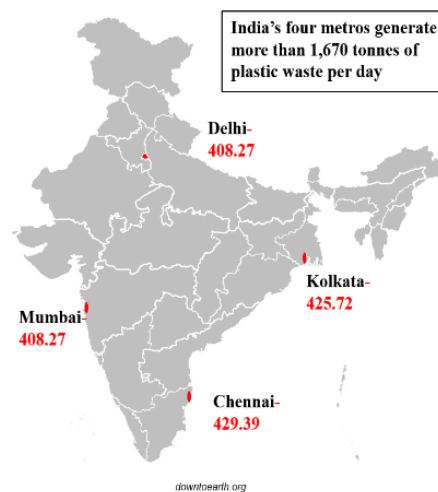 India's four metros generate
more than 1,670 tonnes of
plastic waste per day
Delhi-
408.27
Kolkata-
425.72
Mumbai-
408.27
Chennai-
429.39
downtoearth.org